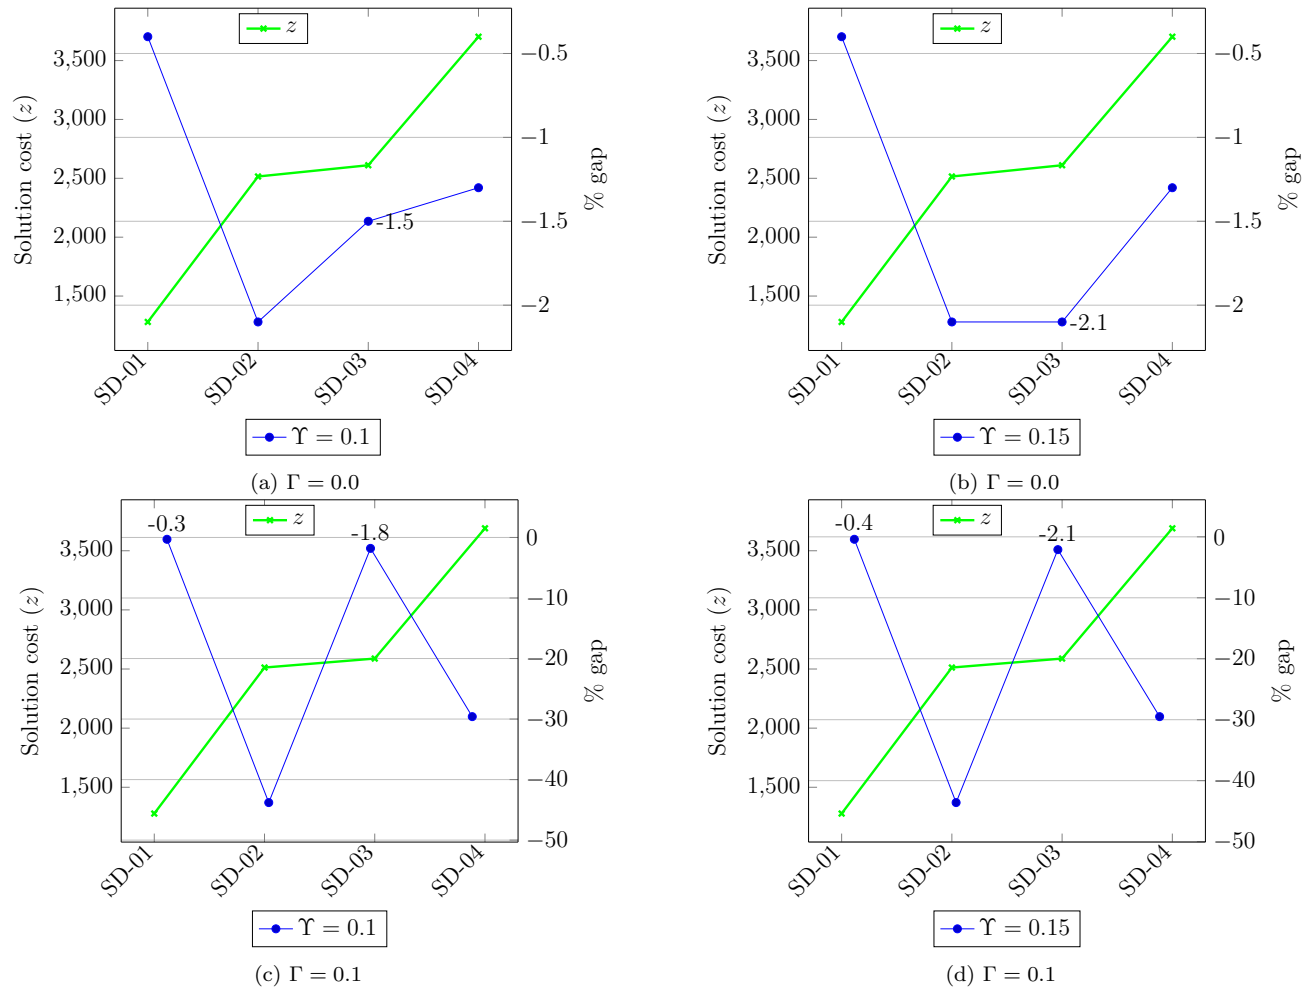 z
3,500
3,000
2,500
2,000
1,500
Solution cost (z)
−0.5
−1
−1.5
−2
% gap
-1.5
SD-01
SD-02
SD-03
SD-04
ϒ = 0.1
(a) Γ = 0.0
z
3,500
3,000
2,500
2,000
1,500
Solution cost (z)
−0.5
−1
−1.5
−2
% gap
-2.1
SD-01
SD-02
SD-03
SD-04
ϒ = 0.15
(b) Γ = 0.0
z
3,500
3,000
2,500
2,000
1,500
Solution cost (z)
0
−10
−20
−30
−40
−50
% gap
-0.3
-1.8
SD-01
SD-02
SD-03
SD-04
ϒ = 0.1
(c) Γ = 0.1
z
3,500
3,000
2,500
2,000
1,500
Solution cost (z)
0
−10
−20
−30
−40
−50
% gap
-0.4
-2.1
SD-01
SD-02
SD-03
SD-04
ϒ = 0.15
(d) Γ = 0.1